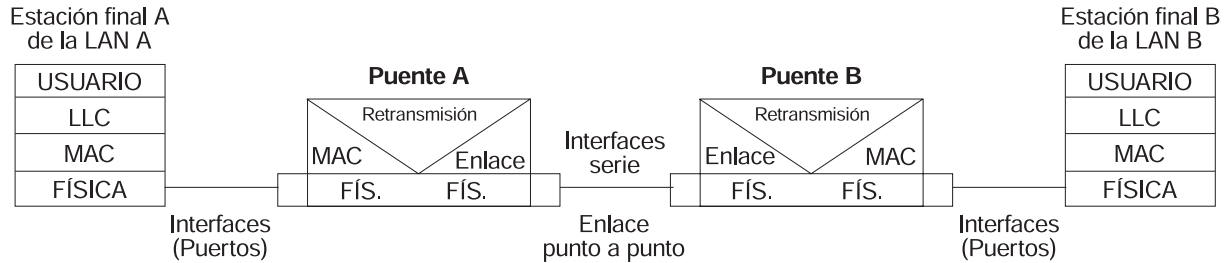 Estación final A
de la LAN A
USUARIO
LLC
MAC
FÍSICA
Interfaces
(Puertos)
Puente A
Retransmisión
MAC
Enlace
FÍS.
FÍS.
Interfaces
serie
Enlace
punto a punto
Puente B
Retransmisión
Enlace
MAC
FÍS.
FÍS.
Interfaces
(Puertos)
Estación final B
de la LAN B
USUARIO
LLC
MAC
FÍSICA